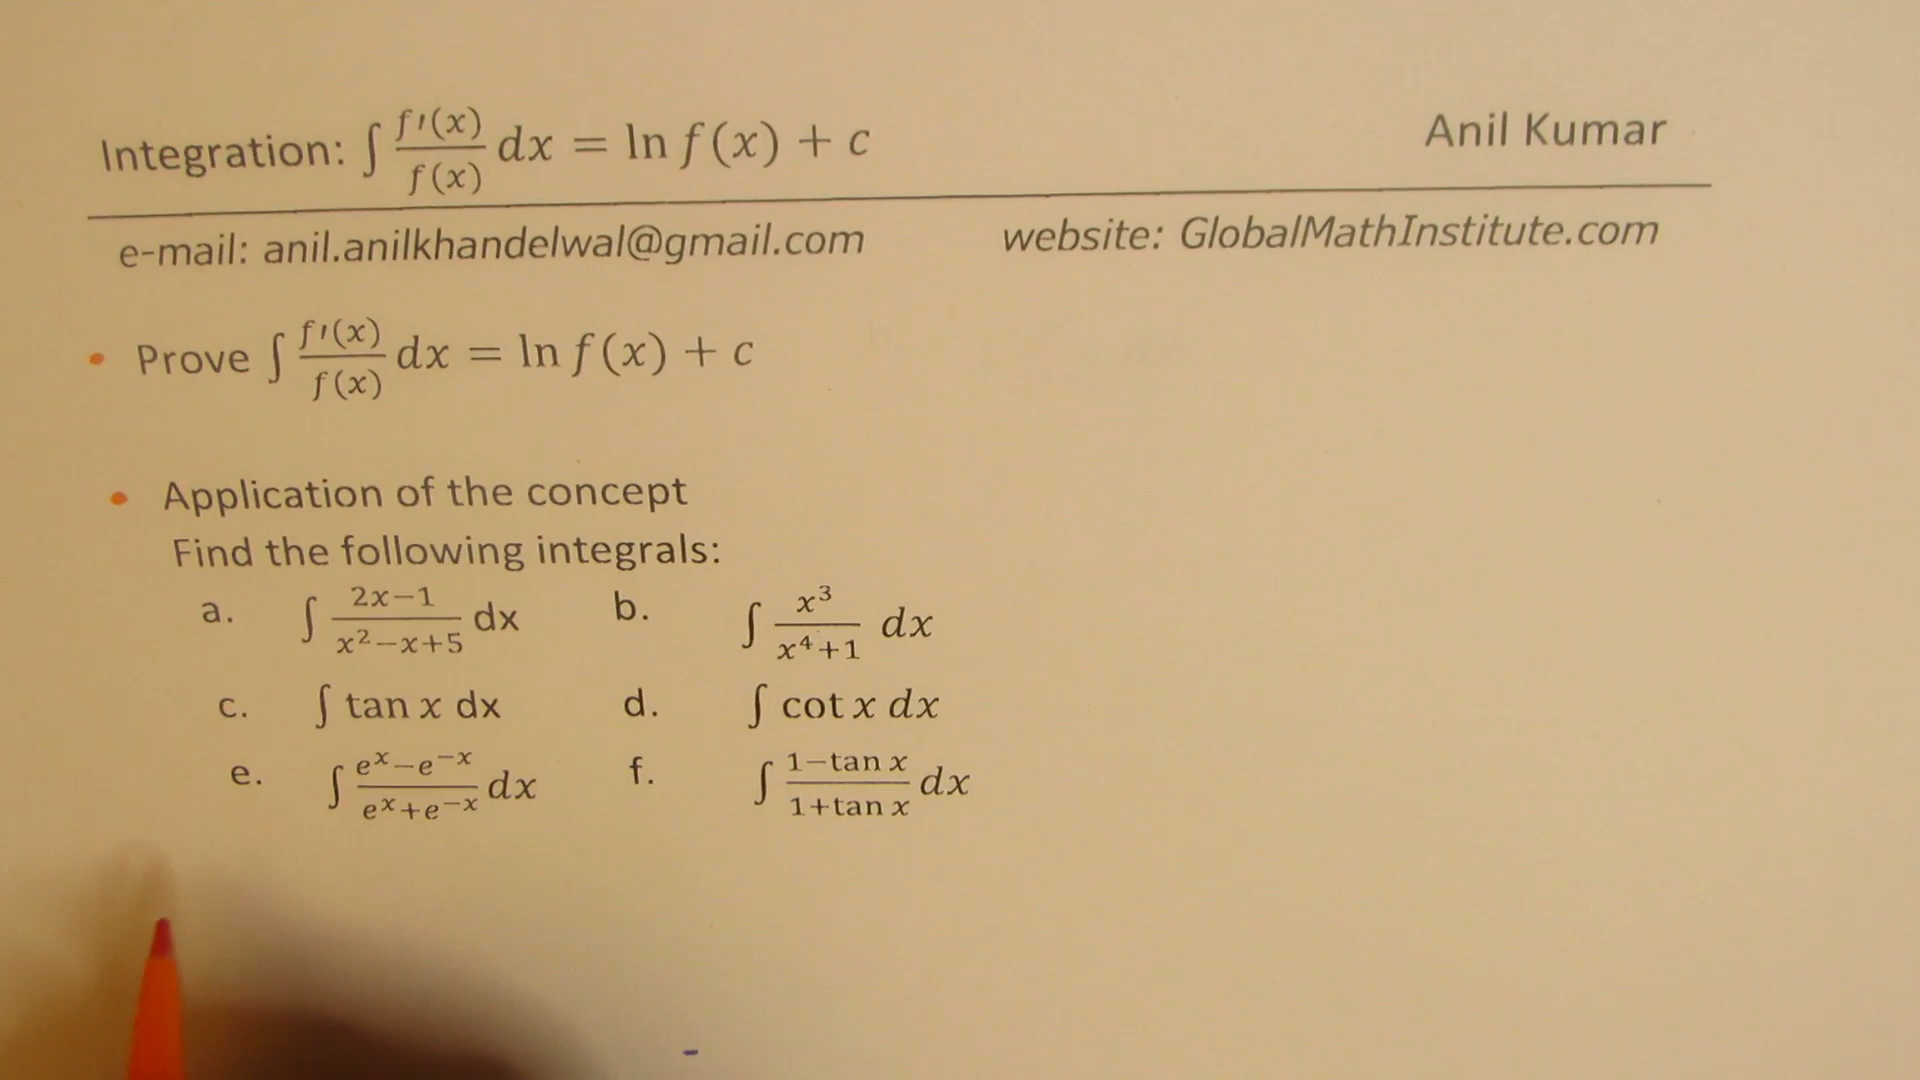 Integration: ∫ f′(x)/f(x) dx = ln f(x) + c
Anil Kumar
e-mail: anil.anilkhandelwal@gmail.com
website: GlobalMathInstitute.com
• Prove ∫ f′(x)/f(x) dx = ln f(x) + c
• Application of the concept
Find the following integrals:
a. ∫ (2x−1)/(x²−x+5) dx b. ∫ x³/(x⁴+1) dx
c. ∫ tan x dx d. ∫ cot x dx
e. ∫ (eˣ−e⁻ˣ)/(eˣ+e⁻ˣ) dx f. ∫ (1−tan x)/(1+tan x) dx